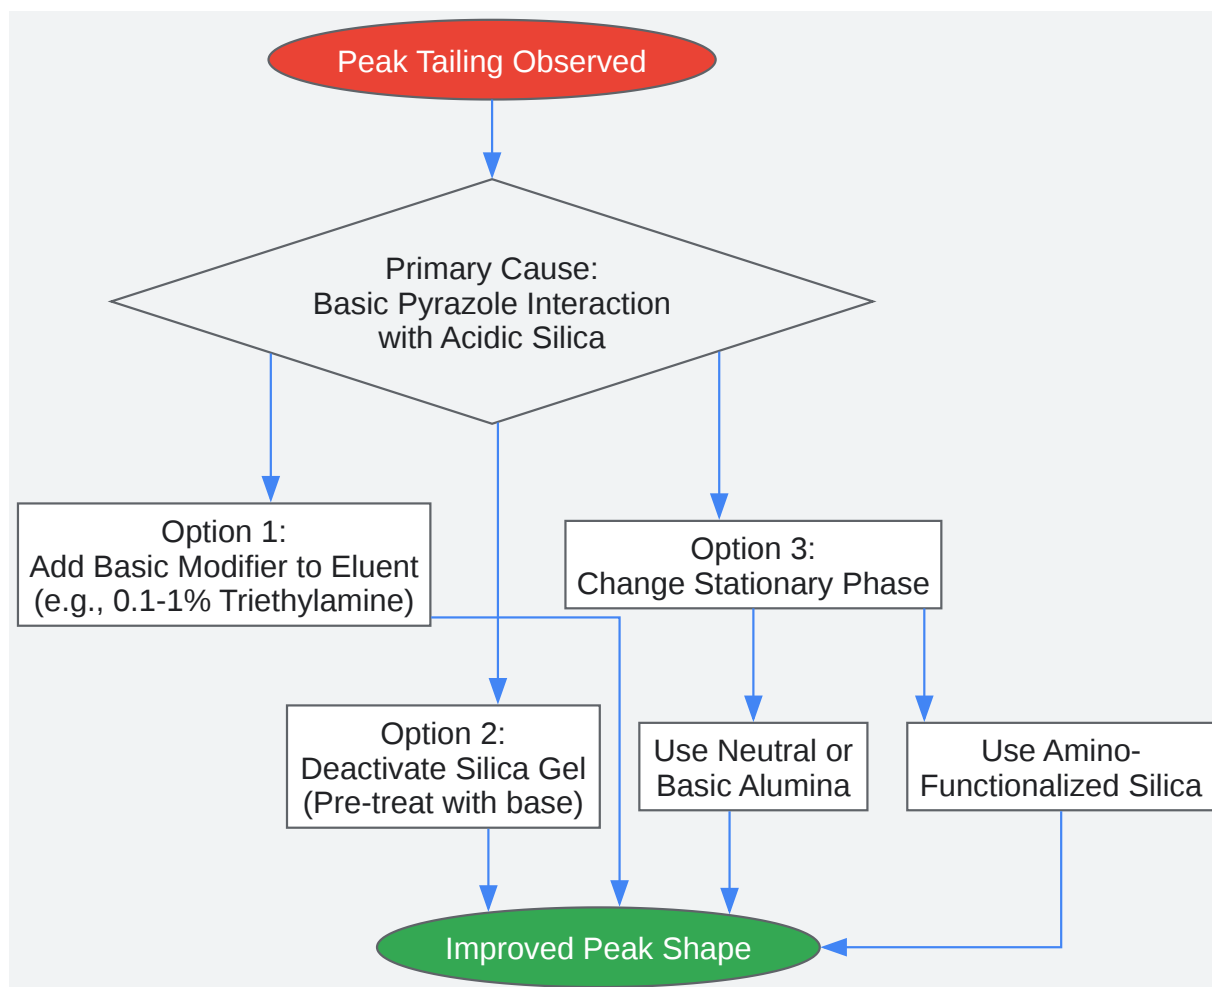 Peak Tailing Observed
Primary Cause:
Basic Pyrazole Interaction
with Acidic Silica
Option 1:
Add Basic Modifier to Eluent
(e.g., 0.1-1% Triethylamine)
Option 3:
Change Stationary Phase
Option 2:
Deactivate Silica Gel
(Pre-treat with base)
Use Neutral or
Basic Alumina
Use Amino-
Functionalized Silica
Improved Peak Shape